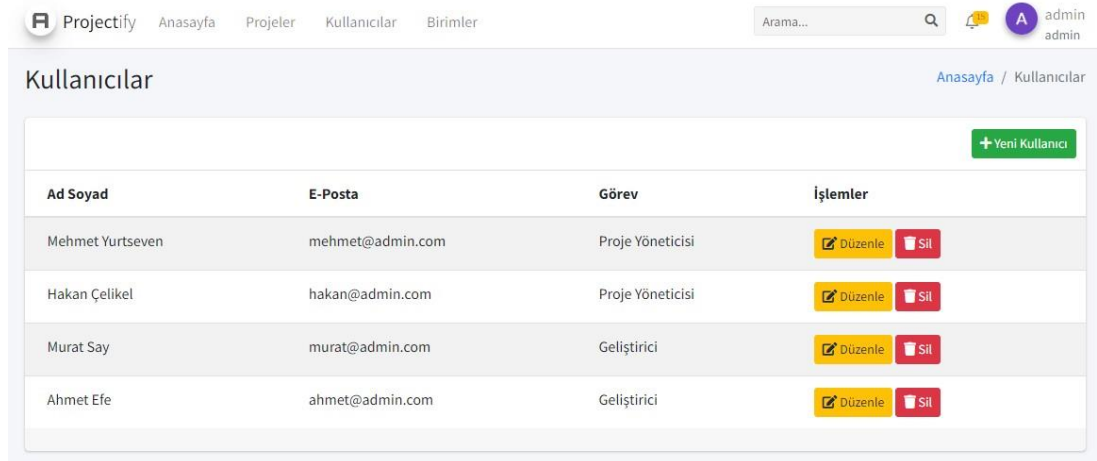 Projectify Anasayfa Projeler Kullanıcılar Birimler Arama... 15 A admin
admin
Kullanıcılar Anasayfa / Kullanıcılar
Yeni Kullanıcı
Ad Soyad E-Posta Görev İşlemler
Mehmet Yurtseven mehmet@admin.com Proje Yöneticisi Düzenle Sil
Hakan Çelikel hakan@admin.com Proje Yöneticisi Düzenle Sil
Murat Say murat@admin.com Geliştirici Düzenle Sil
Ahmet Efe ahmet@admin.com Geliştirici Düzenle Sil